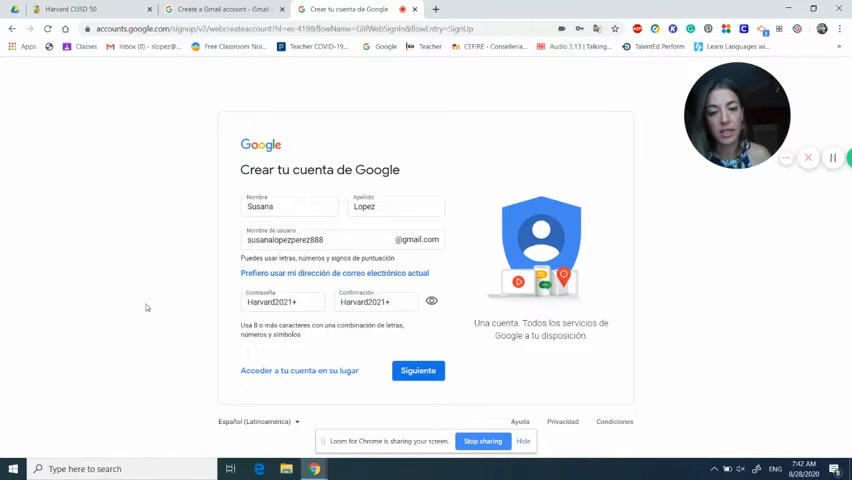 Harvard CUSD 50
Create a Gmail account - Gmail
Crear tu cuenta de Google
accounts.google.com/signup/v2/webcreateaccount?hl=es-419&flowName=GlifWebSignIn&flowEntry=SignUp
Apps
Classes
Inbox (8) - mslopez...
Free Classroom Noi...
Teacher COVID-19...
Google
Teacher
CEFIRE - Conselleria...
Audio 3.13 | Talking...
TalentEd Perform
Learn Languages wi...
Google
Crear tu cuenta de Google
Nombre
Apellido
Susana
Lopez
Nombre de usuario
susanalopezperez888
@gmail.com
Puedes usar letras, números y signos de puntuación
Prefiero usar mi dirección de correo electrónico actual
Contraseña
Confirmación
Harvard2021+
Harvard2021+
Usa 8 o más caracteres con una combinación de letras,
números y símbolos
Una cuenta. Todos los servicios de
Google a tu disposición.
Acceder a tu cuenta en su lugar
Siguiente
Español (Latinoamérica)
Ayuda
Privacidad
Condiciones
Loom for Chrome is sharing your screen.
Stop sharing
Hide
Type here to search
ENG
7:42 AM
8/28/2020